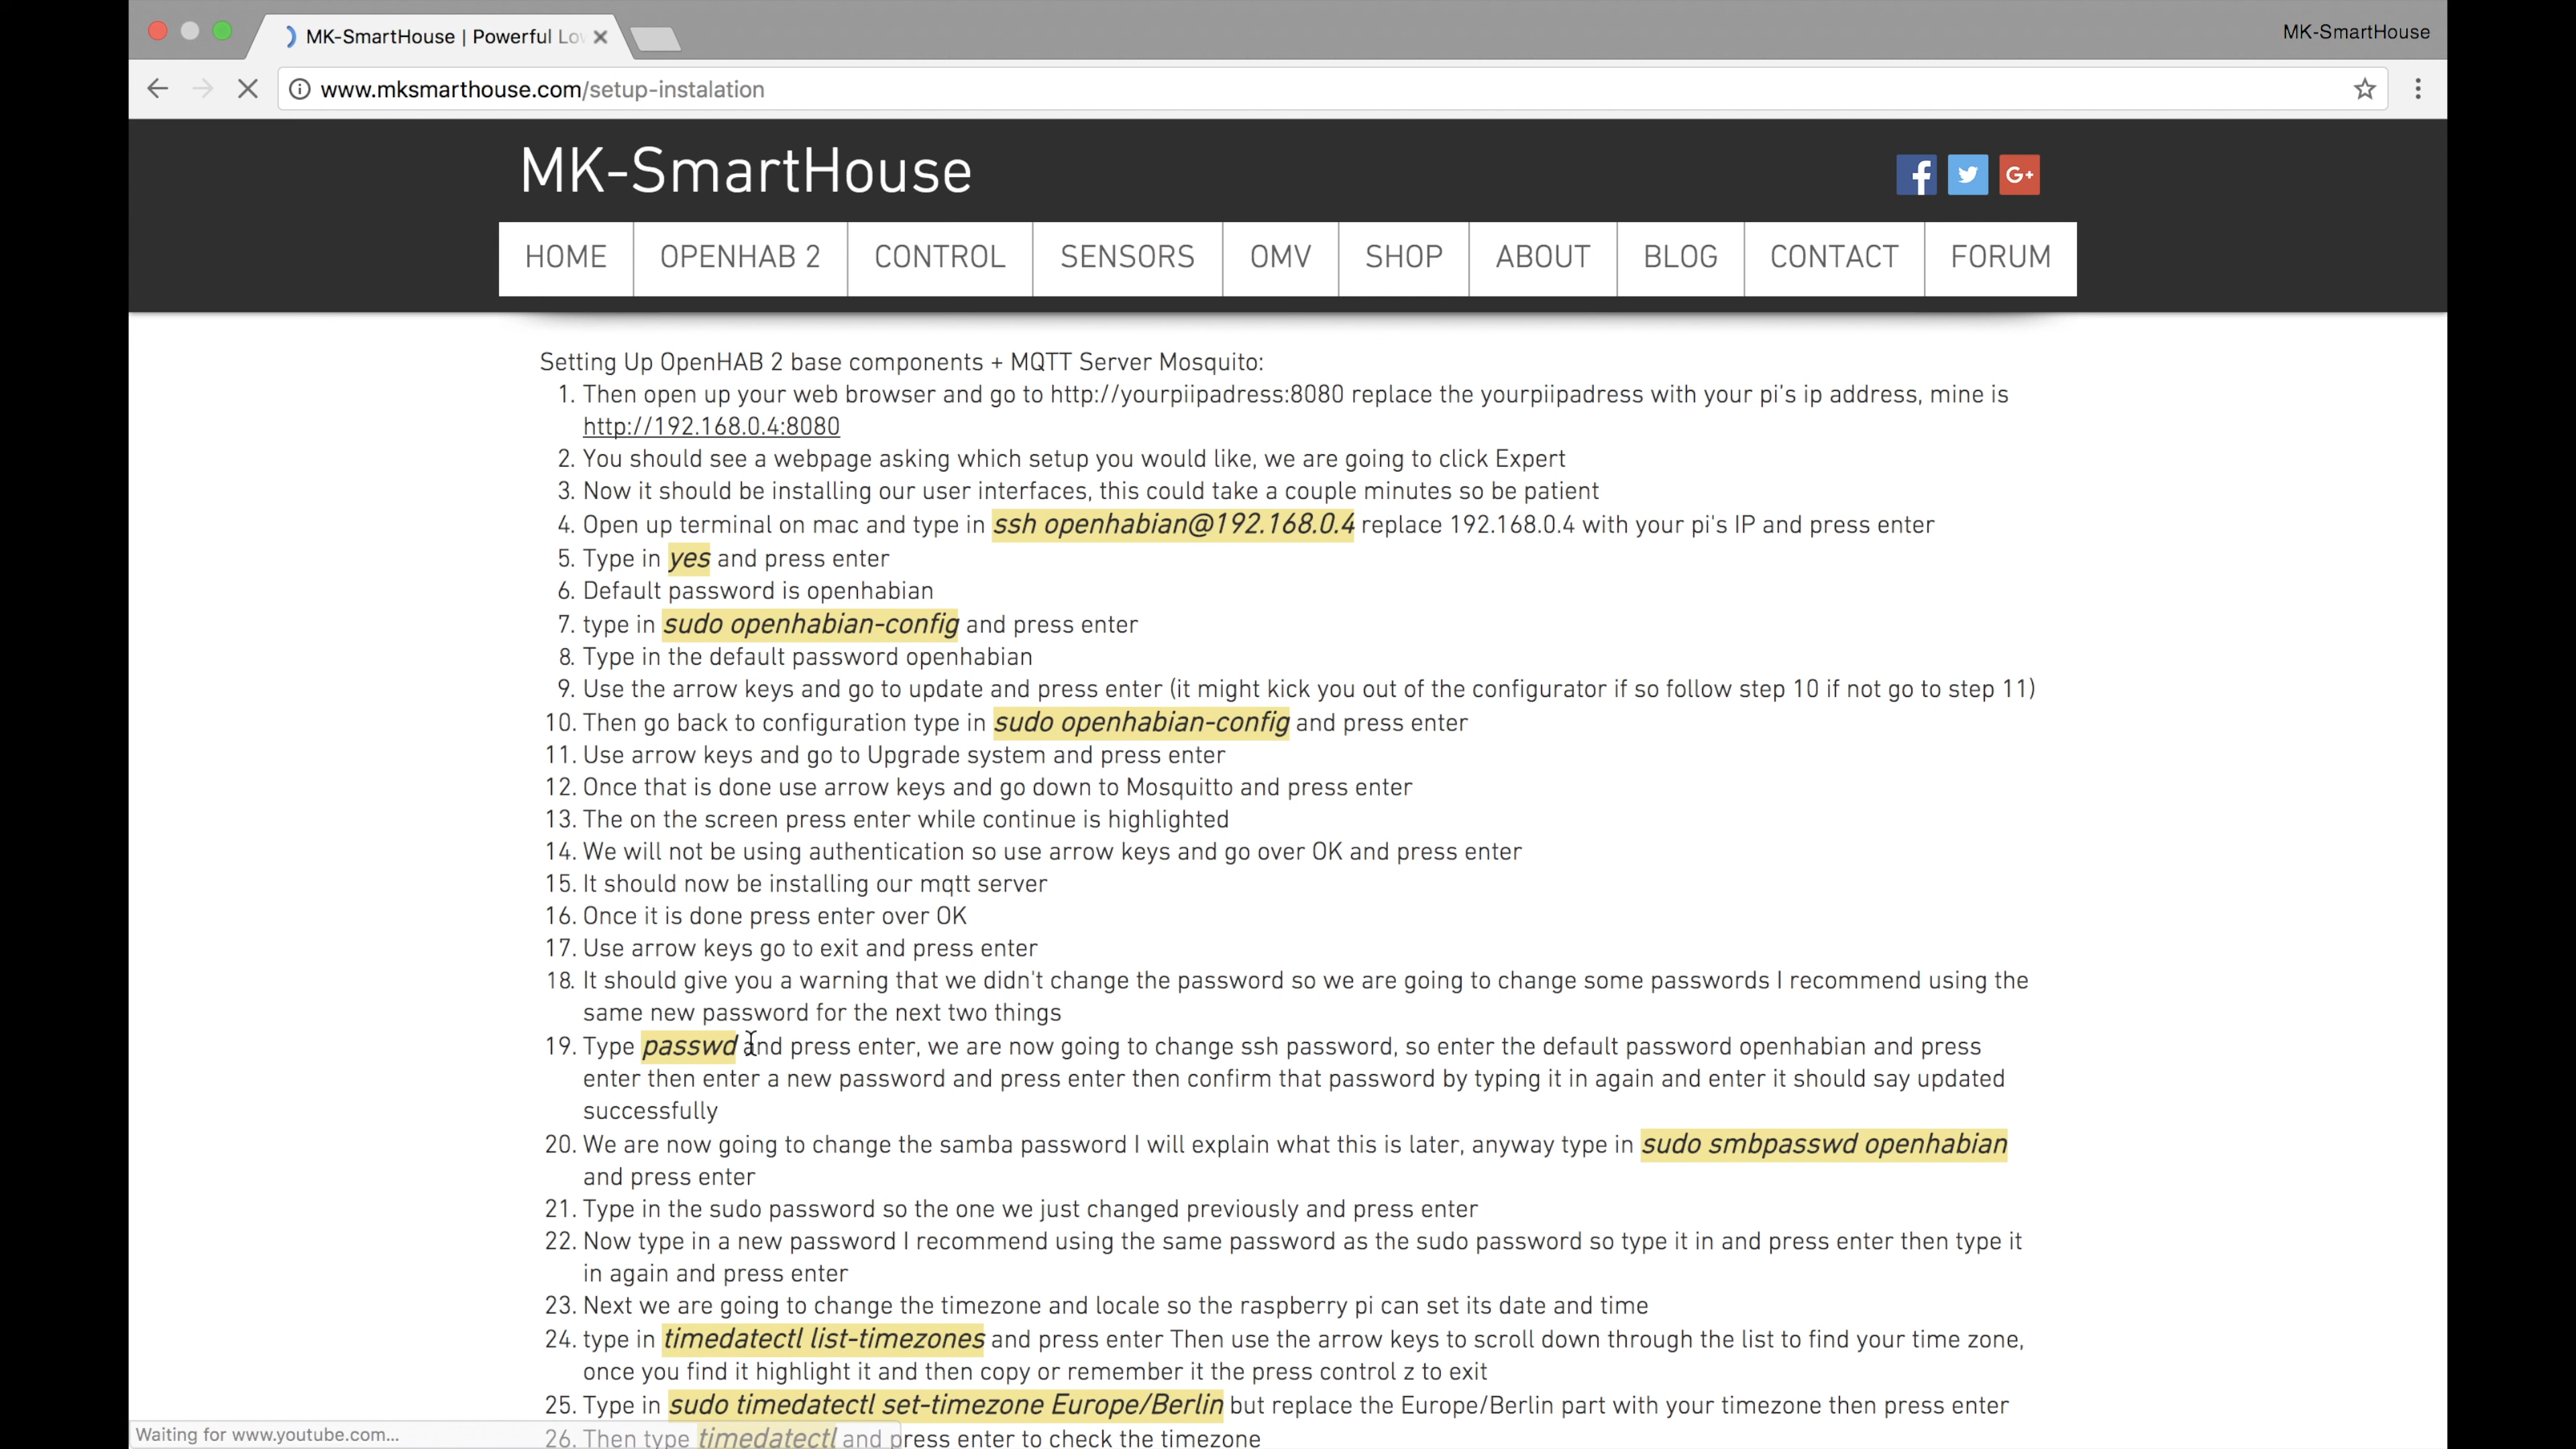 MK-SmartHouse | Powerful Lo
MK-SmartHouse
www.mksmarthouse.com/setup-instalation
MK-SmartHouse
f
G+
HOME
OPENHAB 2
CONTROL
SENSORS
OMV
SHOP
ABOUT
BLOG
CONTACT
FORUM
Setting Up OpenHAB 2 base components + MQTT Server Mosquito:
1. Then open up your web browser and go to http://yourpiipadress:8080 replace the yourpiipadress with your pi's ip address, mine is
http://192.168.0.4:8080
2. You should see a webpage asking which setup you would like, we are going to click Expert
3. Now it should be installing our user interfaces, this could take a couple minutes so be patient
4. Open up terminal on mac and type in ssh openhabian@192.168.0.4 replace 192.168.0.4 with your pi's IP and press enter
5. Type in yes and press enter
6. Default password is openhabian
7. type in sudo openhabian-config and press enter
8. Type in the default password openhabian
9. Use the arrow keys and go to update and press enter (it might kick you out of the configurator if so follow step 10 if not go to step 11)
10. Then go back to configuration type in sudo openhabian-config and press enter
11. Use arrow keys and go to Upgrade system and press enter
12. Once that is done use arrow keys and go down to Mosquitto and press enter
13. The on the screen press enter while continue is highlighted
14. We will not be using authentication so use arrow keys and go over OK and press enter
15. It should now be installing our mqtt server
16. Once it is done press enter over OK
17. Use arrow keys go to exit and press enter
18. It should give you a warning that we didn't change the password so we are going to change some passwords I recommend using the
same new password for the next two things
19. Type passwd and press enter, we are now going to change ssh password, so enter the default password openhabian and press
enter then enter a new password and press enter then confirm that password by typing it in again and enter it should say updated
successfully
20. We are now going to change the samba password I will explain what this is later, anyway type in sudo smbpasswd openhabian
and press enter
21. Type in the sudo password so the one we just changed previously and press enter
22. Now type in a new password I recommend using the same password as the sudo password so type it in and press enter then type it
in again and press enter
23. Next we are going to change the timezone and locale so the raspberry pi can set its date and time
24. type in timedatectl list-timezones and press enter Then use the arrow keys to scroll down through the list to find your time zone,
once you find it highlight it and then copy or remember it the press control z to exit
25. Type in sudo timedatectl set-timezone Europe/Berlin but replace the Europe/Berlin part with your timezone then press enter
26. Then type timedatectl and press enter to check the timezone
Waiting for www.youtube.com...